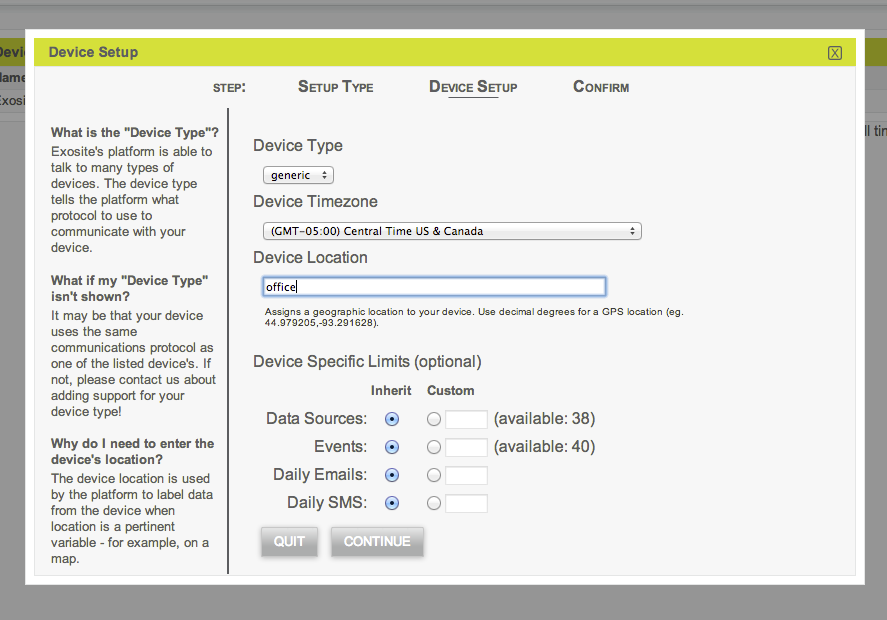 Device Setup
X
STEP: SETUP TYPE DEVICE SETUP CONFIRM
What is the "Device Type"?
Exosite's platform is able to
talk to many types of
devices. The device type
tells the platform what
protocol to use to
communicate with your
device.
What if my "Device Type"
isn't shown?
It may be that your device
uses the same
communications protocol as
one of the listed device's. If
not, please contact us about
adding support for your
device type!
Why do I need to enter the
device's location?
The device location is used
by the platform to label data
from the device when
location is a pertinent
variable - for example, on a
map.
Device Type
generic
Device Timezone
(GMT-05:00) Central Time US & Canada
Device Location
office
Assigns a geographic location to your device. Use decimal degrees for a GPS location (eg.
44.979205,-93.291628).
Device Specific Limits (optional)
Inherit Custom
Data Sources: (available: 38)
Events: (available: 40)
Daily Emails:
Daily SMS:
QUIT CONTINUE